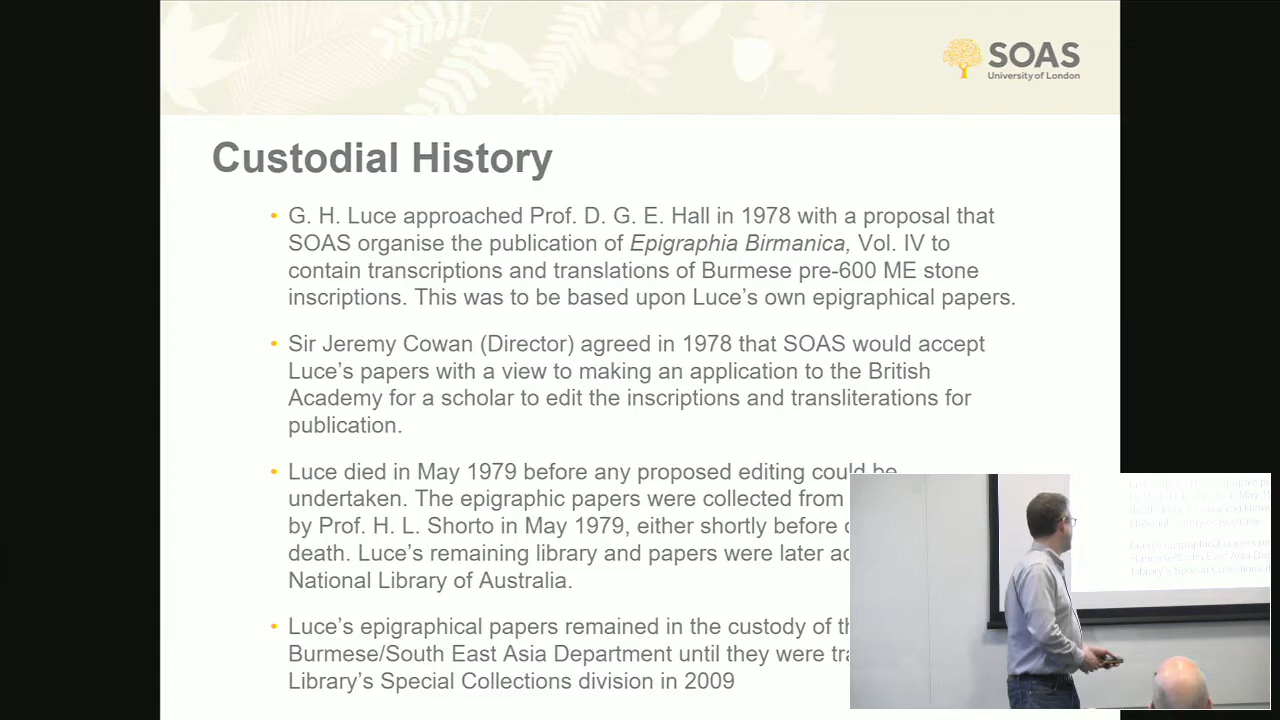 SOAS
University of London
Custodial History
• G. H. Luce approached Prof. D. G. E. Hall in 1978 with a proposal that
SOAS organise the publication of Epigraphia Birmanica, Vol. IV to
contain transcriptions and translations of Burmese pre-600 ME stone
inscriptions. This was to be based upon Luce's own epigraphical papers.
• Sir Jeremy Cowan (Director) agreed in 1978 that SOAS would accept
Luce's papers with a view to making an application to the British
Academy for a scholar to edit the inscriptions and transliterations for
publication.
• Luce died in May 1979 before any proposed editing could be
undertaken. The epigraphic papers were collected from
by Prof. H. L. Shorto in May 1979, either shortly before
death. Luce's remaining library and papers were later
National Library of Australia.
• Luce's epigraphical papers remained in the custody of
Burmese/South East Asia Department until they were
Library's Special Collections division in 2009